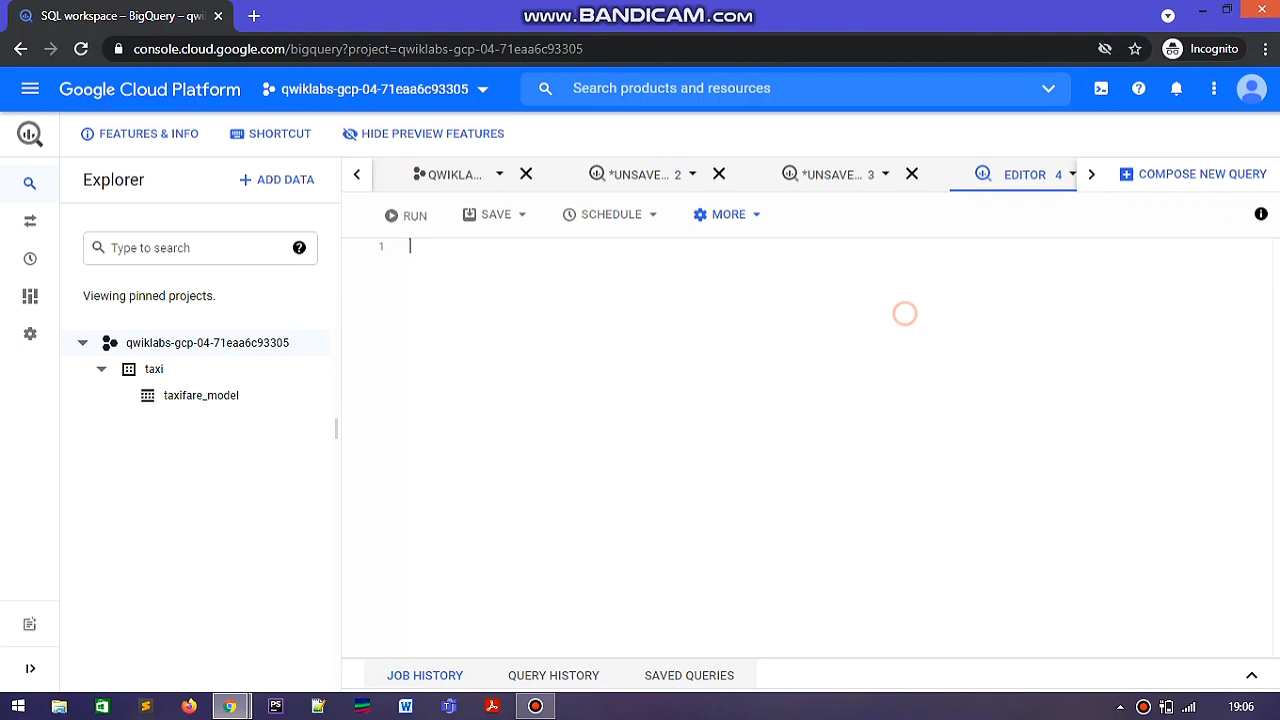 SQL workspace – BigQuery – qwi
www.BANDICAM.com
console.cloud.google.com/bigquery?project=qwiklabs-gcp-04-71eaa6c93305
Incognito
Google Cloud Platform
qwiklabs-gcp-04-71eaa6c93305
Search products and resources
FEATURES & INFO
SHORTCUT
HIDE PREVIEW FEATURES
Explorer
+ ADD DATA
QWIKLA...
*UNSAVE... 2
*UNSAVE... 3
EDITOR 4
COMPOSE NEW QUERY
RUN
SAVE
SCHEDULE
MORE
Type to search
1
Viewing pinned projects.
qwiklabs-gcp-04-71eaa6c93305
taxi
taxifare_model
JOB HISTORY
QUERY HISTORY
SAVED QUERIES
19:06